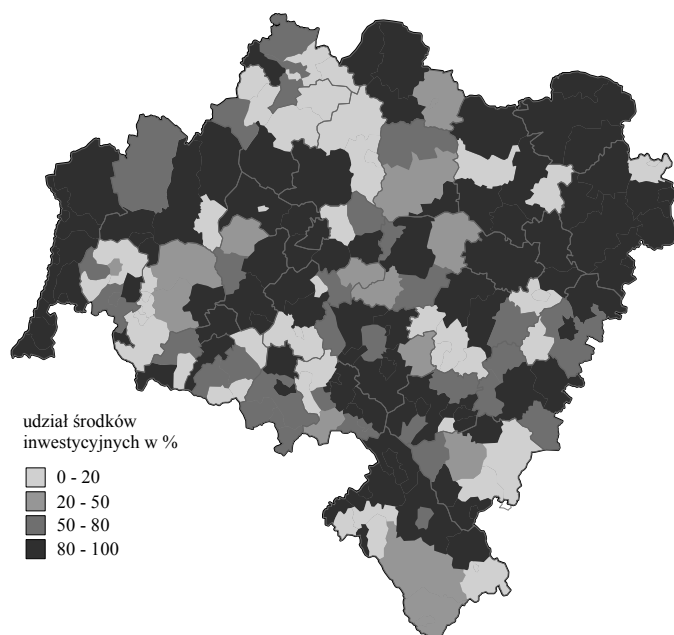 udział środków
inwestycyjnych w %
0 - 20
20 - 50
50 - 80
80 - 100